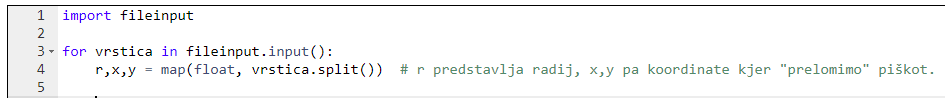 1 import fileinput
2
3 for vrstica in fileinput.input():
4     r,x,y = map(float, vrstica.split())  # r predstavlja radij, x,y pa koordinate kjer "prelomimo" piškot.
5